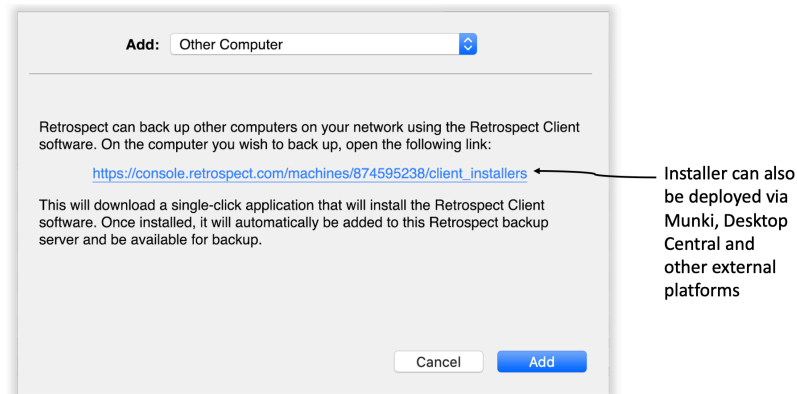 Add: Other Computer
Retrospect can back up other computers on your network using the Retrospect Client
software. On the computer you wish to back up, open the following link:
https://console.retrospect.com/machines/874595238/client_installers
This will download a single-click application that will install the Retrospect Client
software. Once installed, it will automatically be added to this Retrospect backup
server and be available for backup.
Cancel Add
Installer can also
be deployed via
Munki, Desktop
Central and
other external
platforms